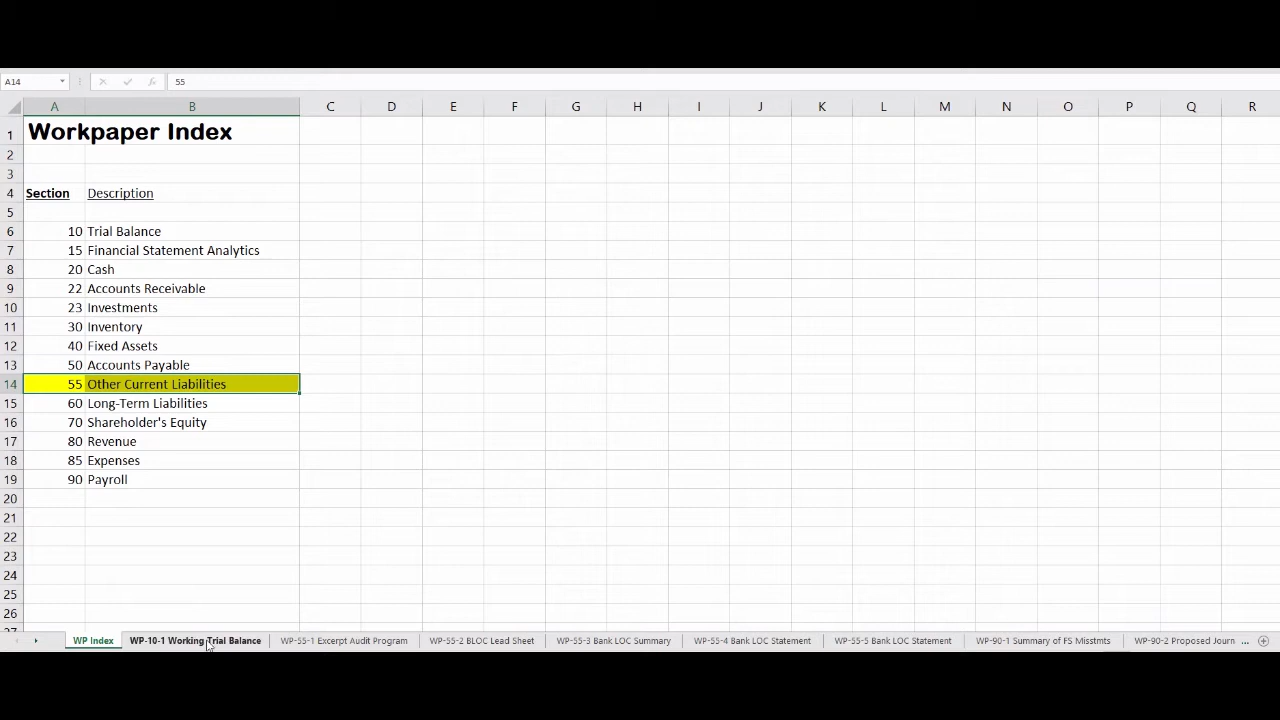 A14 fx 55
A B C D E F G H I J K L M N O P Q R
1 Workpaper Index
2
3
4 Section Description
5
6 10 Trial Balance
7 15 Financial Statement Analytics
8 20 Cash
9 22 Accounts Receivable
10 23 Investments
11 30 Inventory
12 40 Fixed Assets
13 50 Accounts Payable
14 55 Other Current Liabilities
15 60 Long-Term Liabilities
16 70 Shareholder's Equity
17 80 Revenue
18 85 Expenses
19 90 Payroll
20
21
22
23
24
25
26
27
WP Index WP-10-1 Working Trial Balance WP-55-1 Excerpt Audit Program WP-55-2 BLOC Lead Sheet WP-55-3 Bank LOC Summary WP-55-4 Bank LOC Statement WP-55-5 Bank LOC Statement WP-90-1 Summary of FS Misstmts WP-90-2 Proposed Journ ...